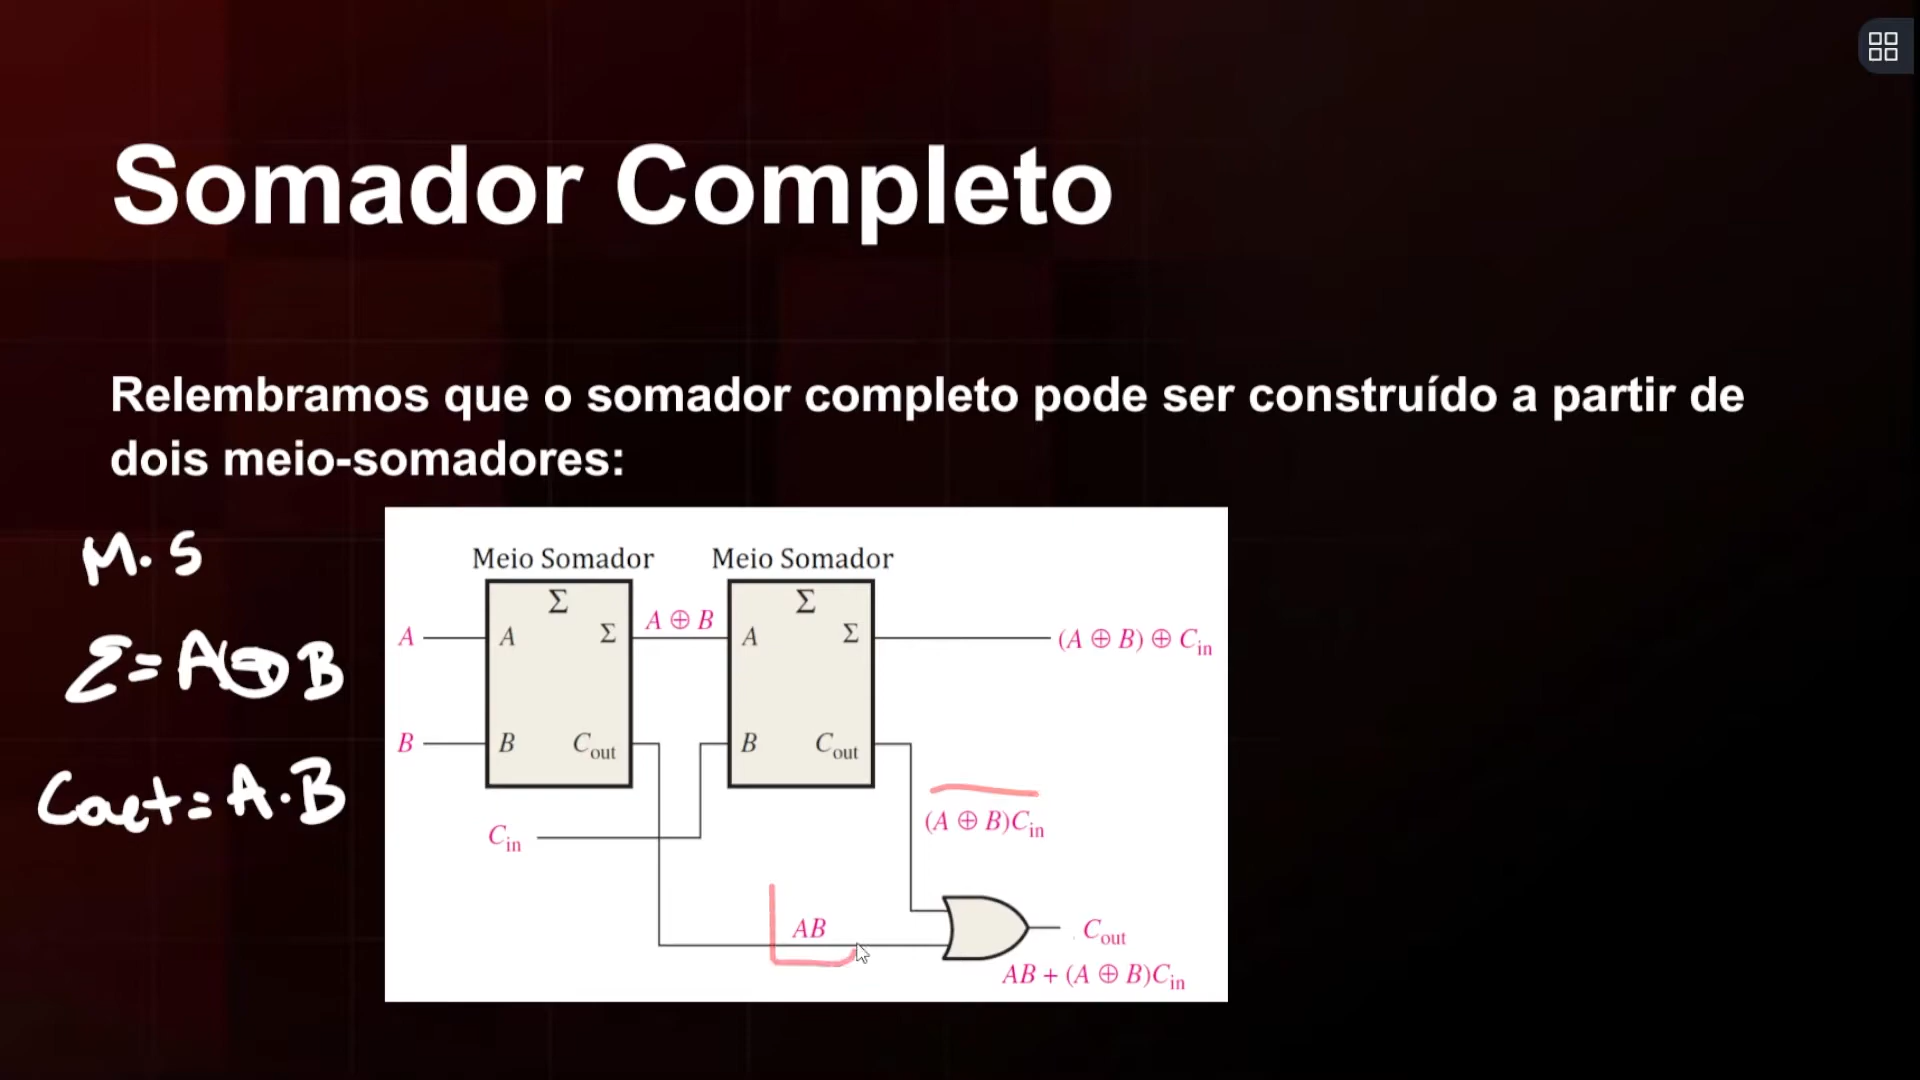 Somador Completo
Relembramos que o somador completo pode ser construído a partir de
dois meio-somadores:
M.S
Σ=A⊕B
Cout=A.B
Meio Somador Meio Somador
Σ Σ
A A Σ A ⊕ B A Σ (A ⊕ B) ⊕ Cin
B B Cout B Cout
Cin
(A ⊕ B)Cin
AB
Cout
AB + (A ⊕ B)Cin